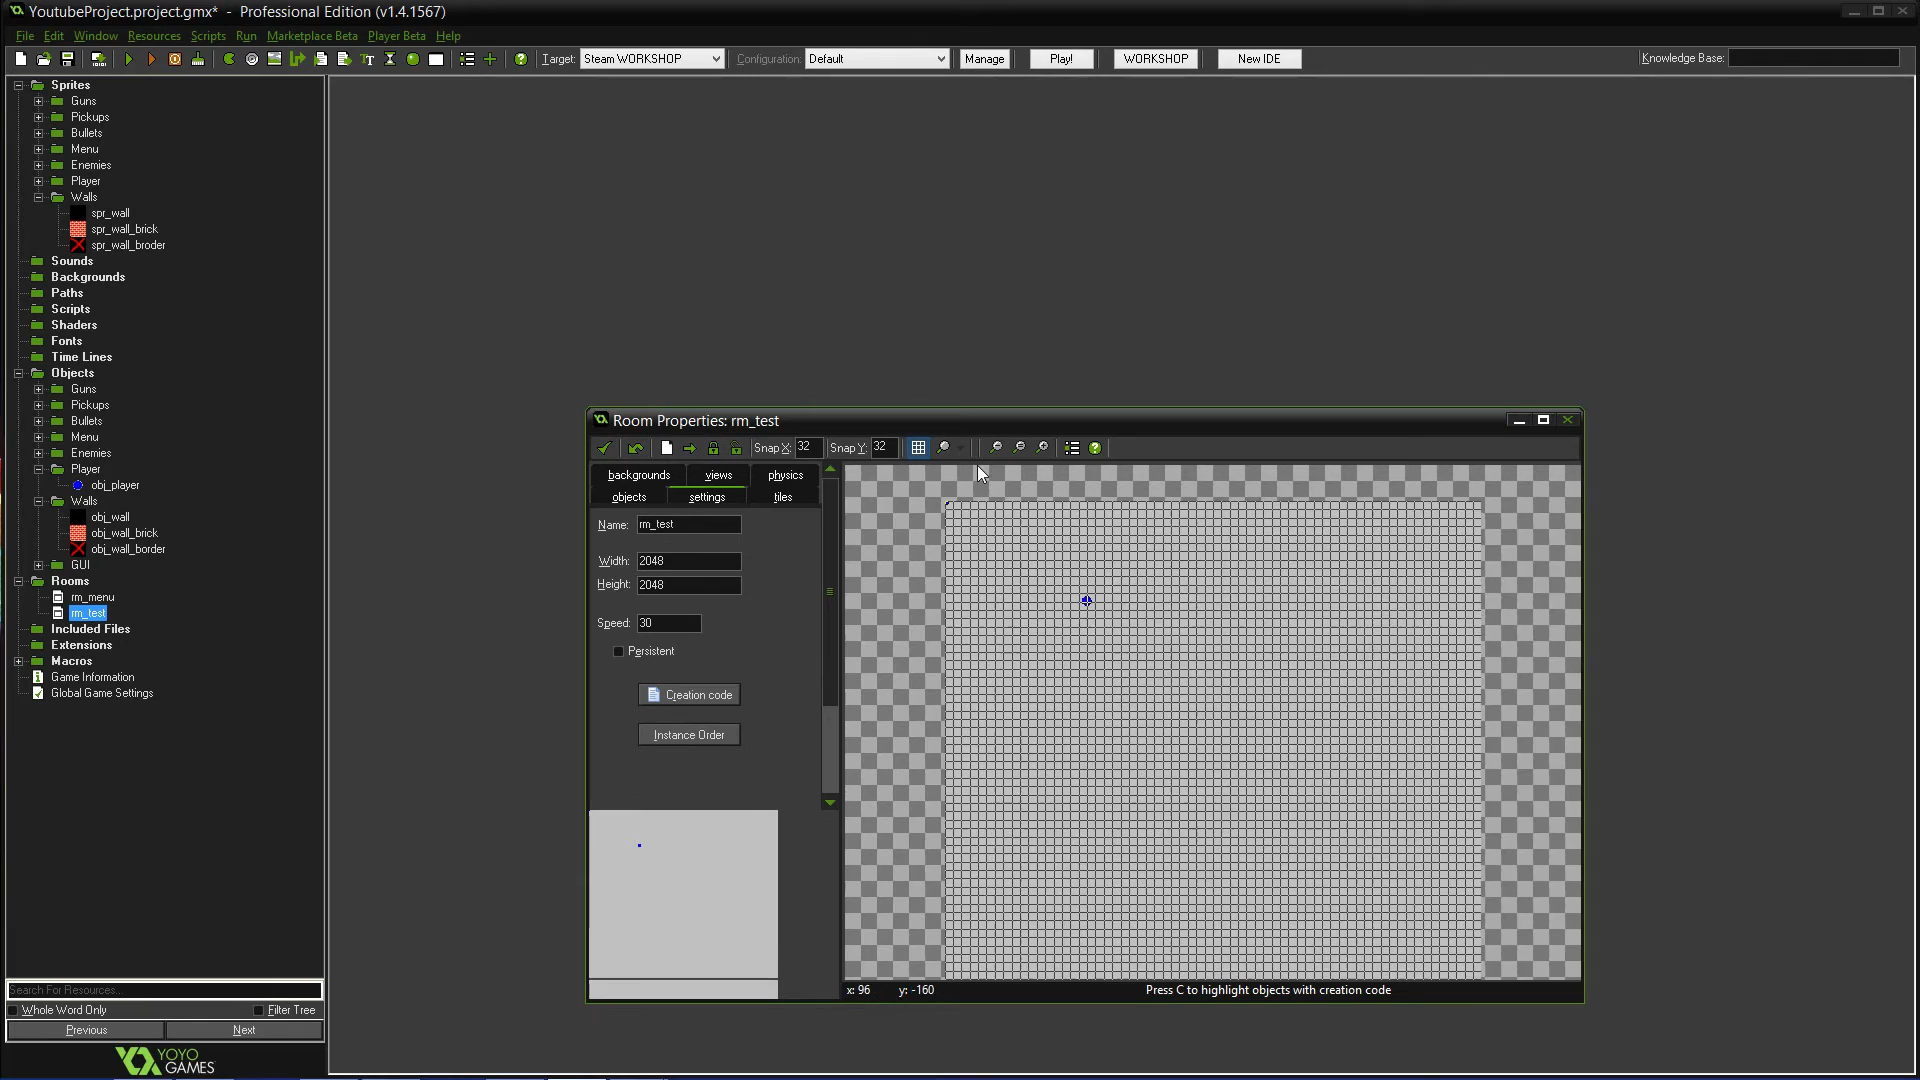 YoutubeProject.project.gmx* - Professional Edition (v1.4.1567)
File Edit Window Resources Scripts Run Marketplace Beta Player Beta Help
Target: Steam WORKSHOP Configuration: Default Manage Play! WORKSHOP New IDE Knowledge Base:
Sprites
Guns
Pickups
Bullets
Menu
Enemies
Player
Walls
spr_wall
spr_wall_brick
spr_wall_broder
Sounds
Backgrounds
Paths
Scripts
Shaders
Fonts
Time Lines
Objects
Guns
Pickups
Bullets
Menu
Enemies
Player
obj_player
Walls
obj_wall
obj_wall_brick
obj_wall_border
GUI
Rooms
rm_menu
rm_test
Included Files
Extensions
Macros
Game Information
Global Game Settings
Search For Resources...
Whole Word Only Filter Tree
Previous Next
YOYO
GAMES
Room Properties: rm_test
Snap X: 32 Snap Y: 32
backgrounds views physics
objects settings tiles
Name: rm_test
Width: 2048
Height: 2048
Speed: 30
Persistent
Creation code
Instance Order
x: 96 y: -160 Press C to highlight objects with creation code